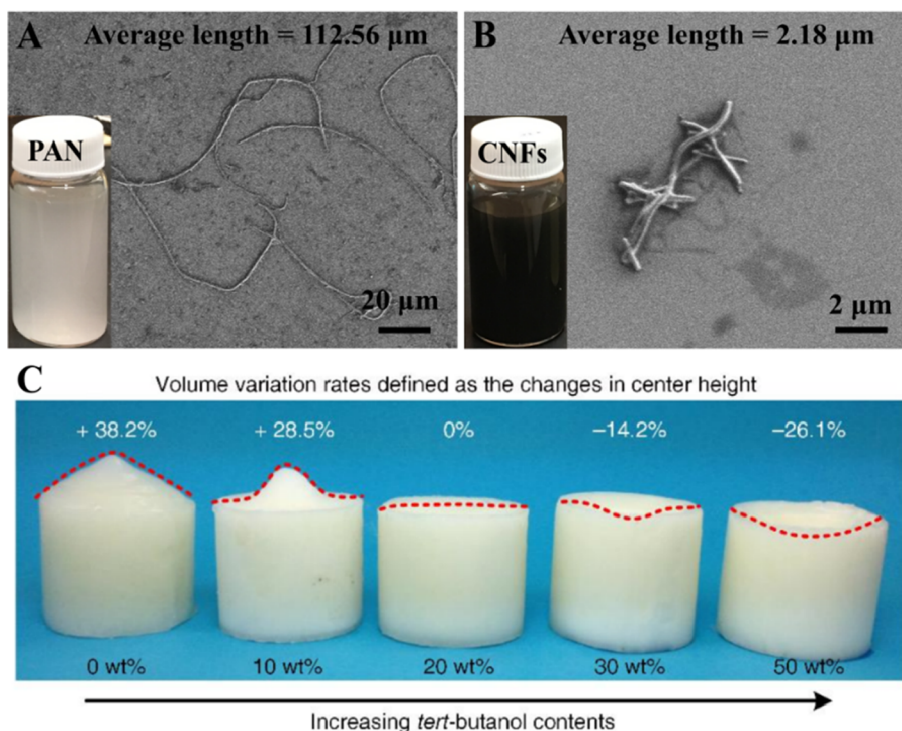 A
Average length = 112.56 μm
PAN
20 μm
B
Average length = 2.18 μm
CNFs
2 μm
C
Volume variation rates defined as the changes in center height
+ 38.2%
+ 28.5%
0%
−14.2%
−26.1%
0 wt%
10 wt%
20 wt%
30 wt%
50 wt%
Increasing tert-butanol contents